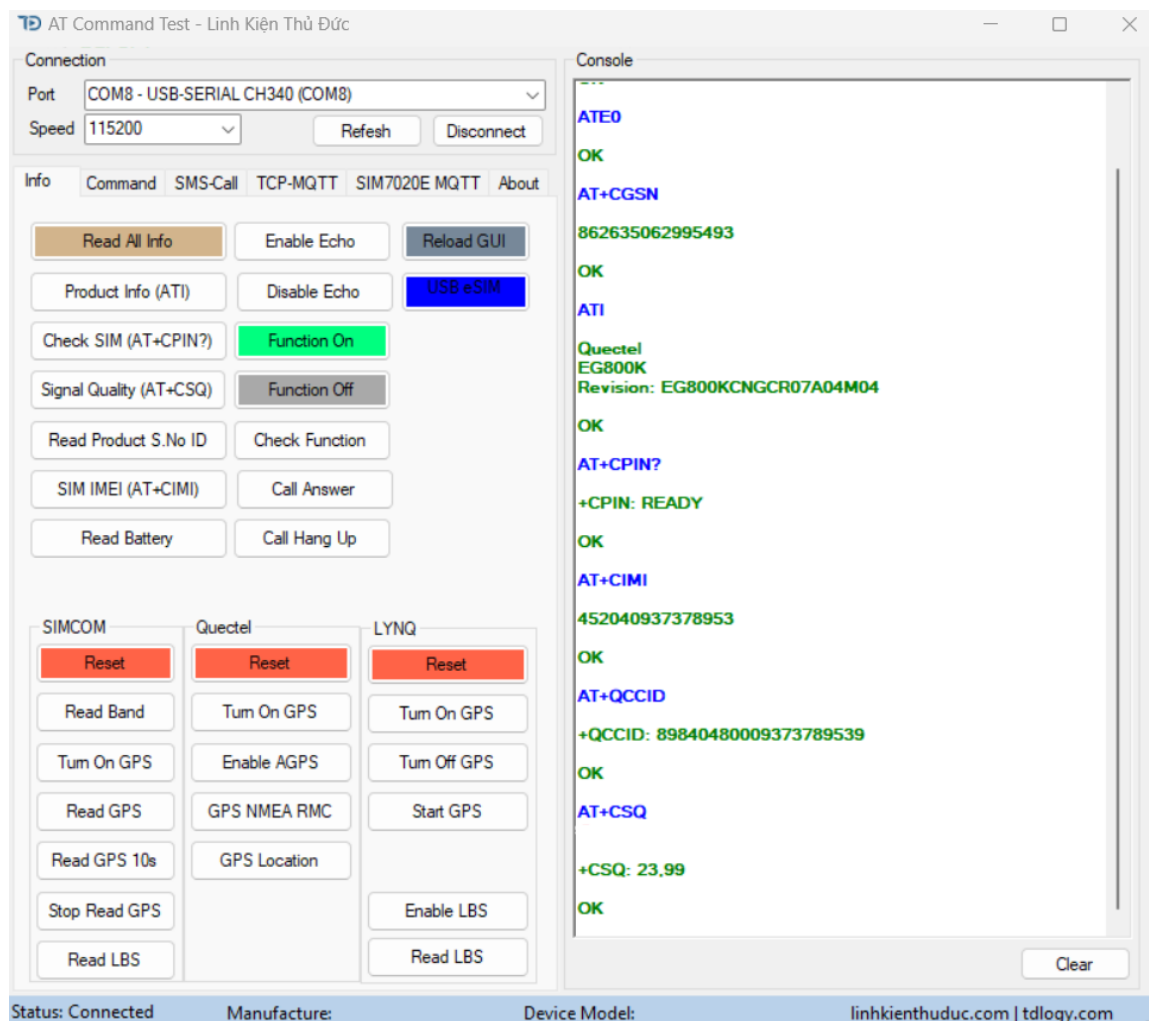 TD AT Command Test - Linh Kiện Thủ Đức
Connection
Port COM8 - USB-SERIAL CH340 (COM8)
Speed 115200 Refesh Disconnect
Info Command SMS-Call TCP-MQTT SIM7020E MQTT About
Read All Info Enable Echo Reload GUI
Product Info (ATI) Disable Echo USB eSIM
Check SIM (AT+CPIN?) Function On
Signal Quality (AT+CSQ) Function Off
Read Product S.No ID Check Function
SIM IMEI (AT+CIMI) Call Answer
Read Battery Call Hang Up
SIMCOM Quectel LYNQ
Reset Reset Reset
Read Band Turn On GPS Turn On GPS
Turn On GPS Enable AGPS Turn Off GPS
Read GPS GPS NMEA RMC Start GPS
Read GPS 10s GPS Location
Stop Read GPS Enable LBS
Read LBS Read LBS
Console
ATE0
OK
AT+CGSN
862635062995493
OK
ATI
Quectel
EG800K
Revision: EG800KCNGCR07A04M04
OK
AT+CPIN?
+CPIN: READY
OK
AT+CIMI
452040937378953
OK
AT+QCCID
+QCCID: 89840480009373789539
OK
AT+CSQ
+CSQ: 23,99
OK
Clear
Status: Connected Manufacture: Device Model: linhkienthuduc.com | tdlogy.com